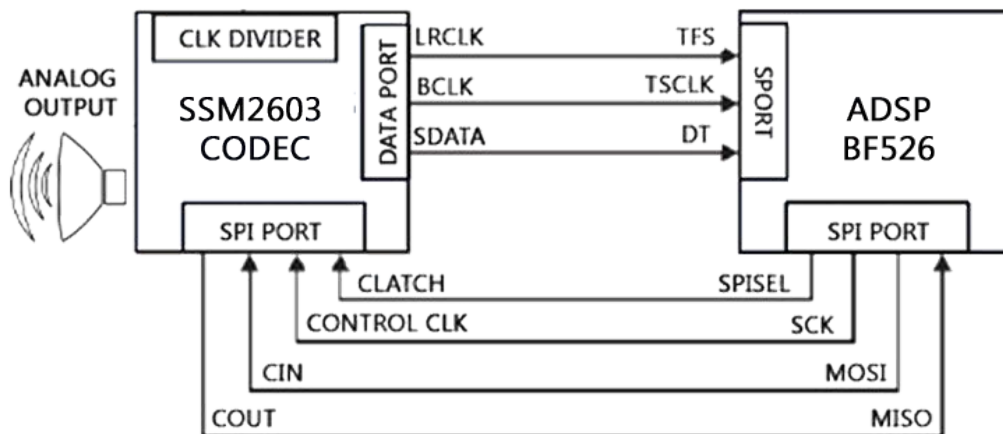 CLK DIVIDER
ANALOG
OUTPUT
SSM2603
CODEC
DATA PORT
SPI PORT
LRCLK
TFS
BCLK
TSCLK
SDATA
DT
SPORT
ADSP
BF526
SPI PORT
CLATCH
SPISEL
CONTROL CLK
SCK
CIN
MOSI
COUT
MISO